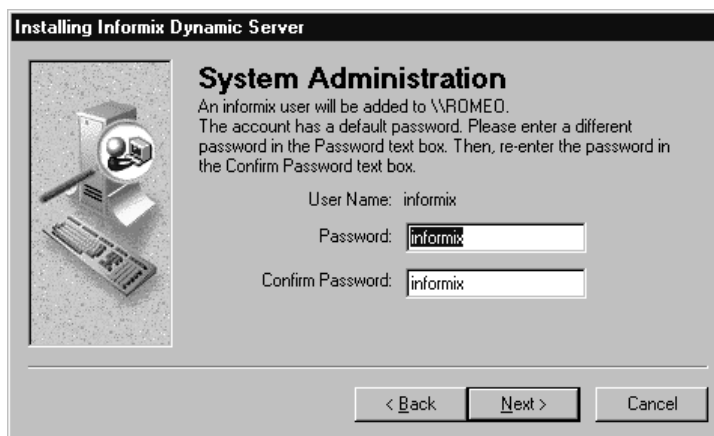 Installing Informix Dynamic Server
System Administration
An informix user will be added to \\ROMEO.
The account has a default password. Please enter a different
password in the Password text box. Then, re-enter the password in
the Confirm Password text box.
User Name: informix
Password: informix
Confirm Password: informix
< Back Next > Cancel